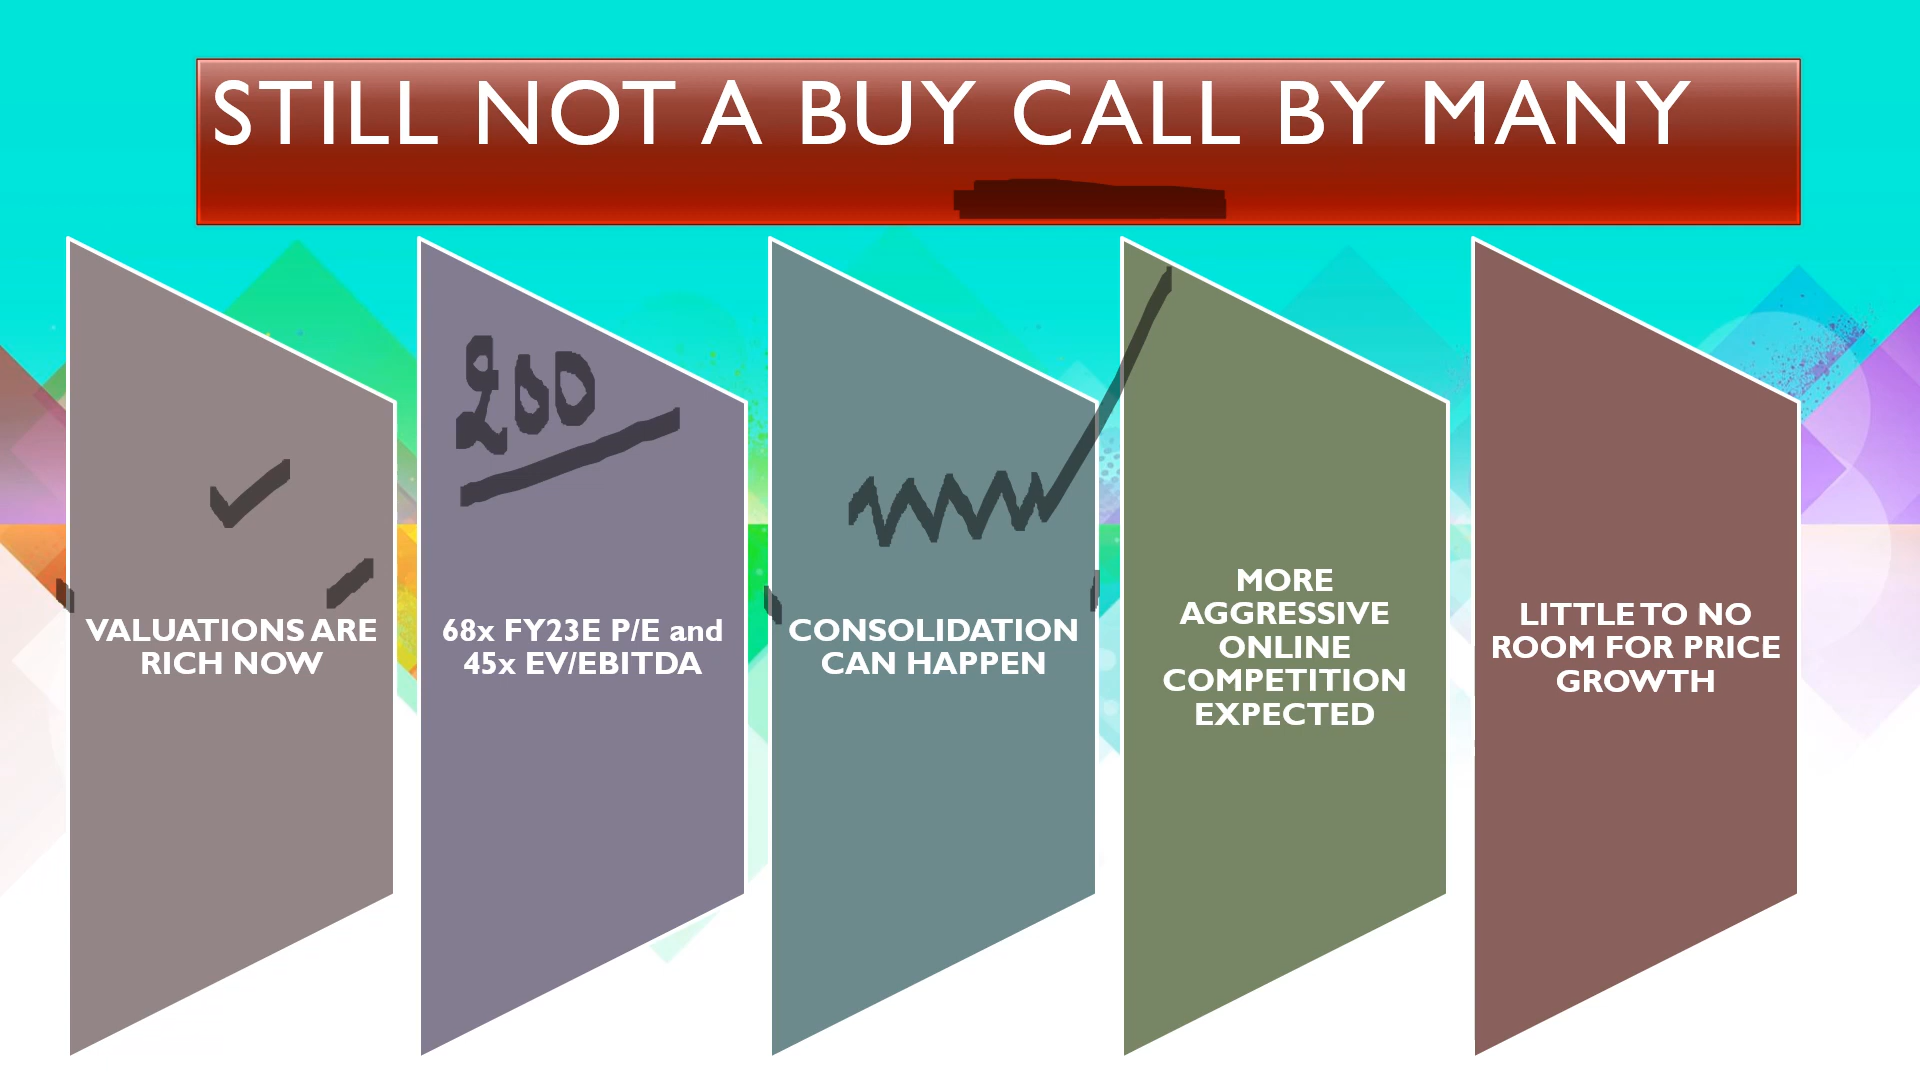 STILL NOT A BUY CALL BY MANY
200
VALUATIONS ARE
RICH NOW
68x FY23E P/E and
45x EV/EBITDA
CONSOLIDATION
CAN HAPPEN
MORE
AGGRESSIVE
ONLINE
COMPETITION
EXPECTED
LITTLE TO NO
ROOM FOR PRICE
GROWTH